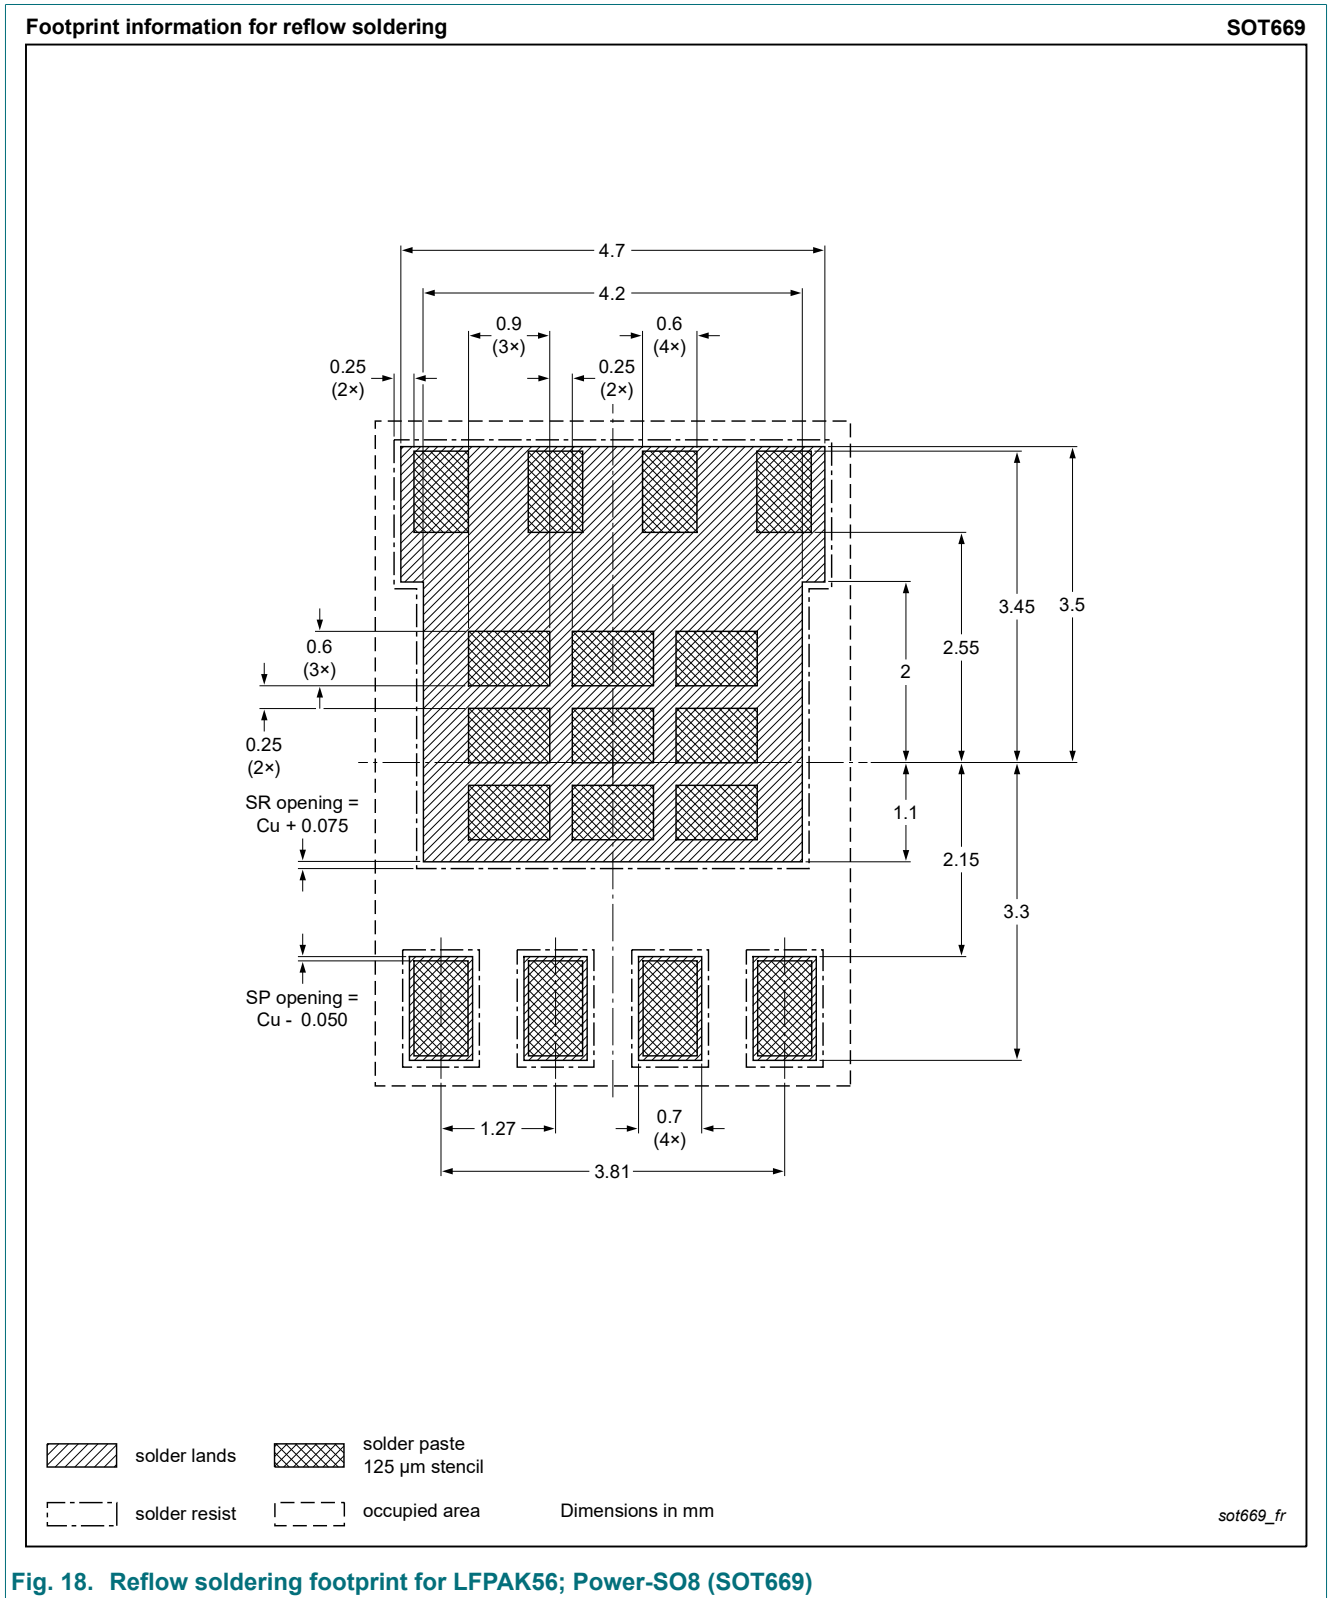 Footprint information for reflow soldering
SOT669
4.7
4.2
0.9
(3×)
0.6
(4×)
0.25
(2×)
0.25
(2×)
0.6
(3×)
0.25
(2×)
3.45
3.5
2.55
2
SR opening =
Cu + 0.075
1.1
2.15
3.3
SP opening =
Cu - 0.050
1.27
0.7
(4×)
3.81
solder lands
solder paste
125 µm stencil
solder resist
occupied area
Dimensions in mm
sot669_fr
Fig. 18. Reflow soldering footprint for LFPAK56; Power-SO8 (SOT669)